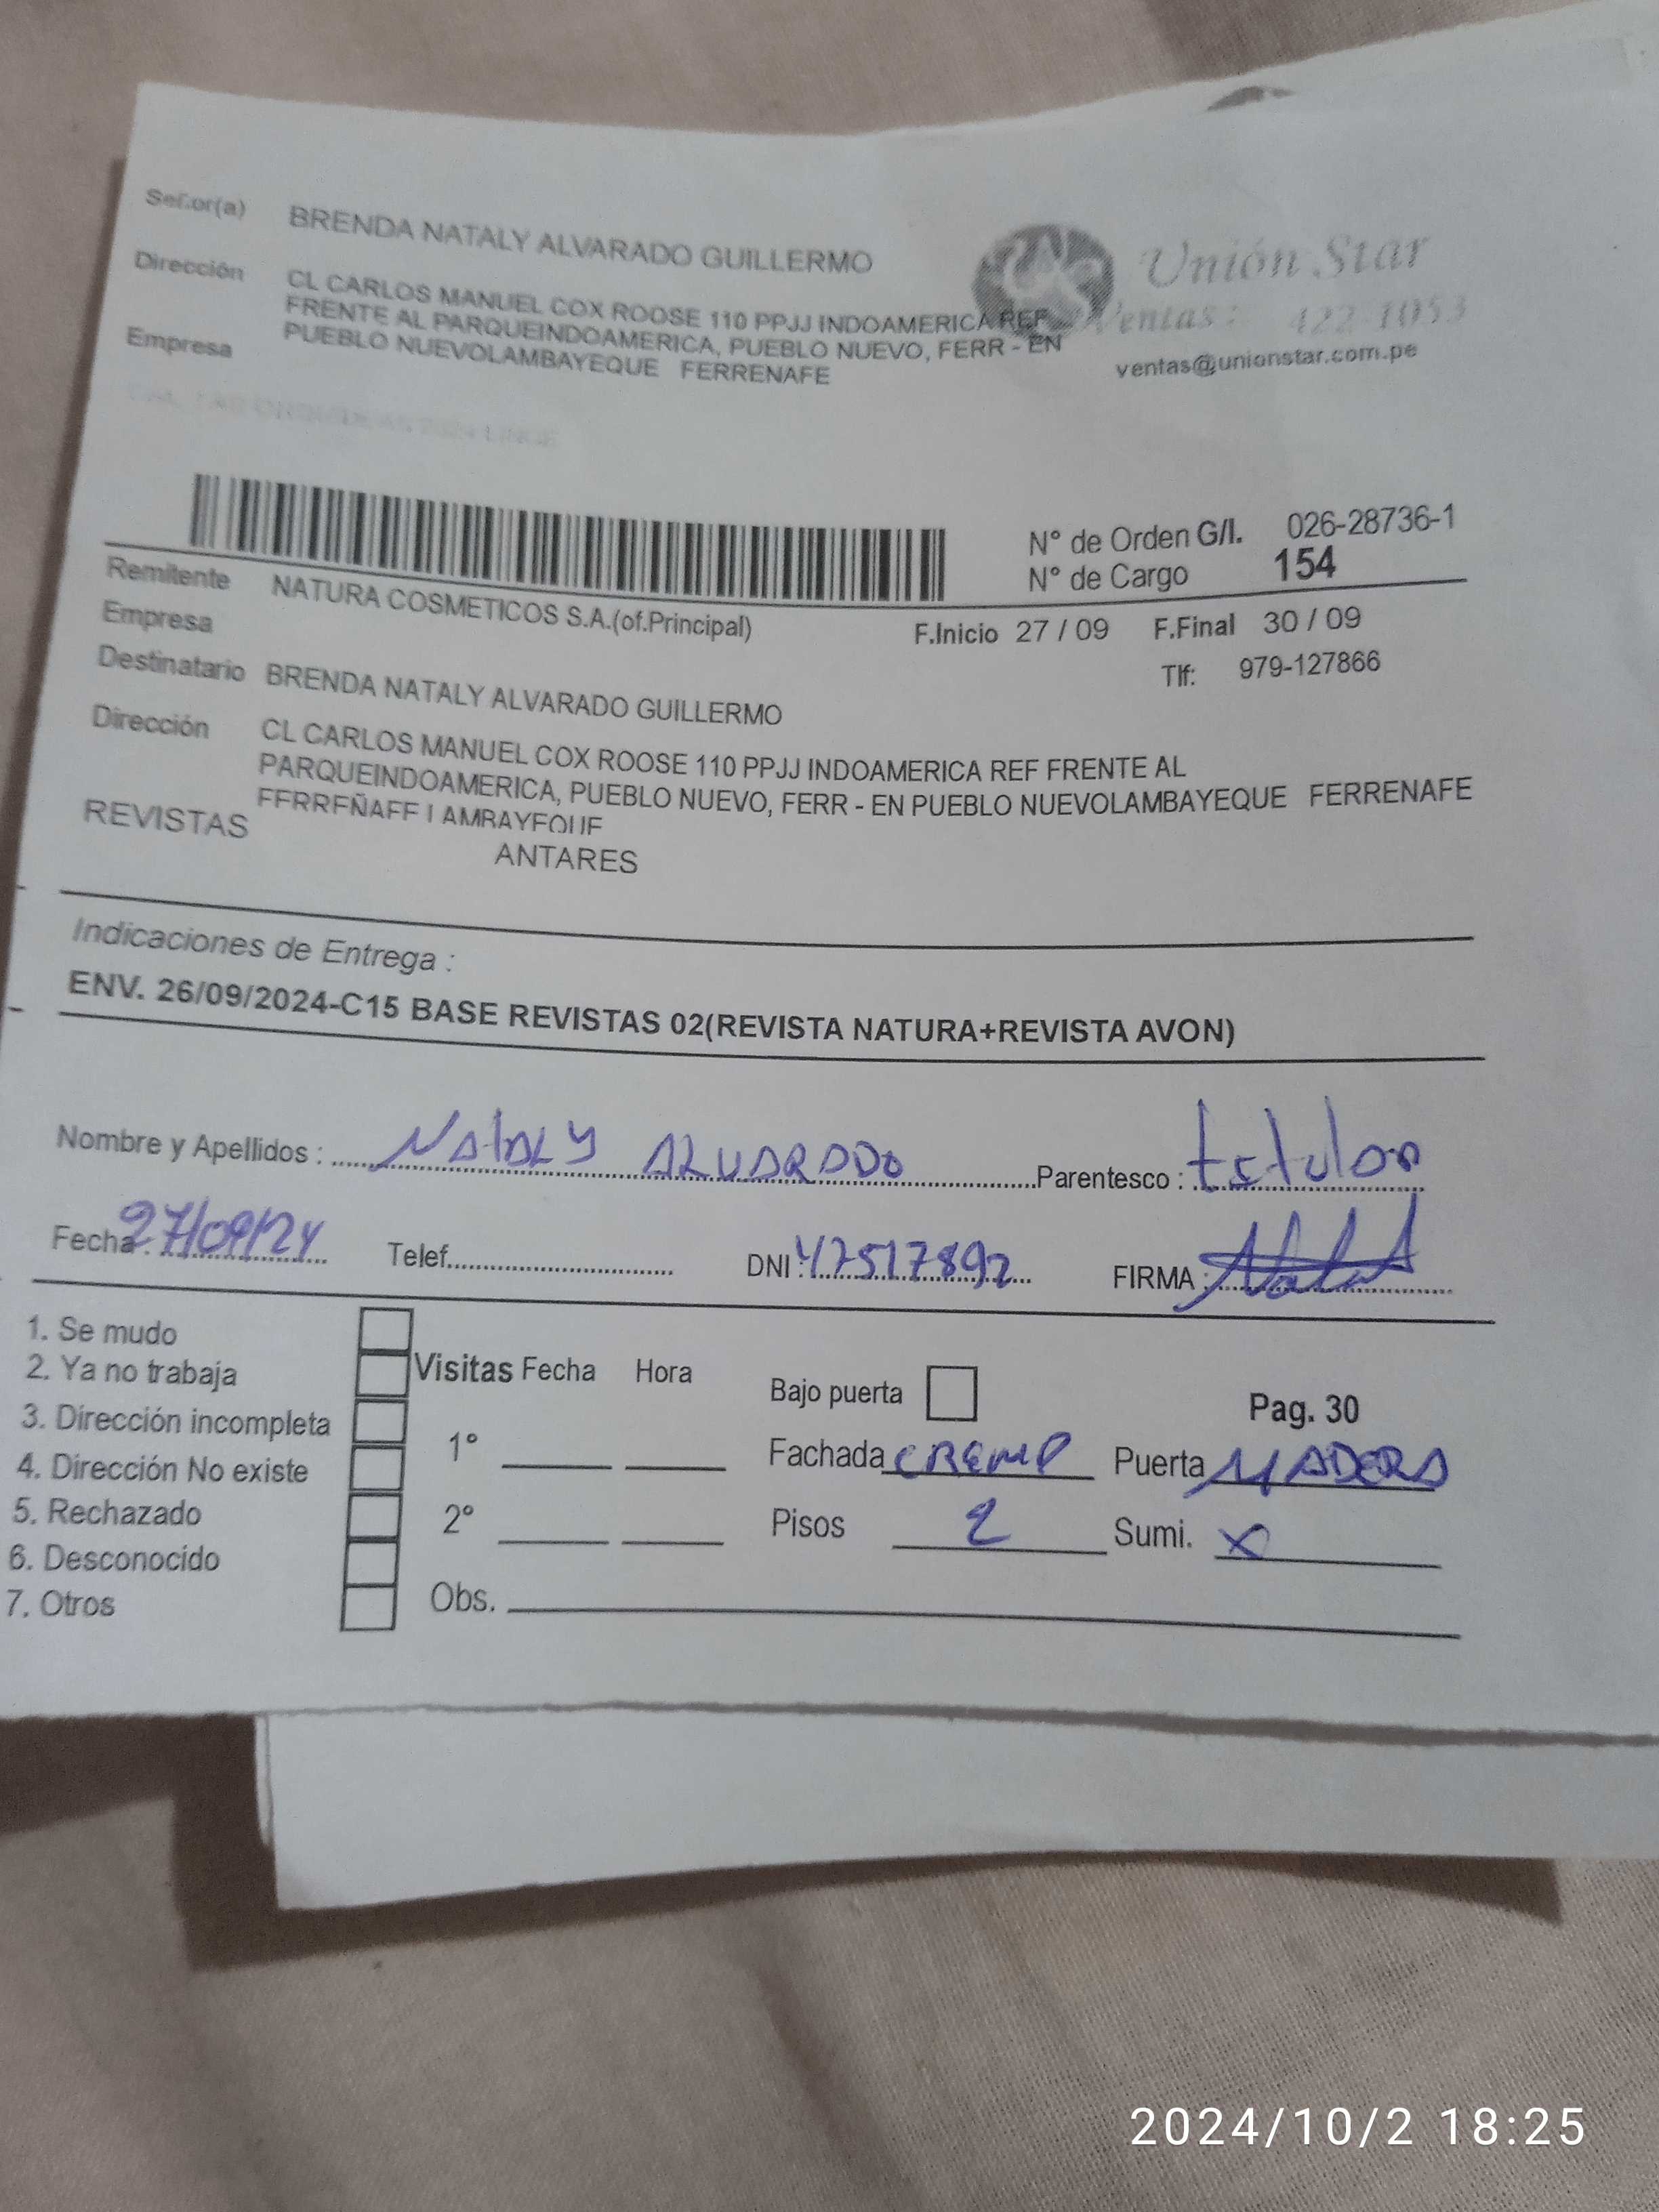 Señor(a) BRENDA NATALY ALVARADO GUILLERMO
Unión Star
Dirección CL CARLOS MANUEL COX ROOSE 110 PPJJ INDOAMERICA REF
Ventas: 422-1053
FRENTE AL PARQUEINDOAMERICA, PUEBLO NUEVO, FERR - EN
ventas@unionstar.com.pe
Empresa PUEBLO NUEVOLAMBAYEQUE FERRENAFE
N° de Orden G/I. 026-28736-1
N° de Cargo 154
Remitente NATURA COSMETICOS S.A.(of.Principal)
F.Inicio 27 / 09 F.Final 30 / 09
Empresa
Tlf: 979-127866
Destinatario BRENDA NATALY ALVARADO GUILLERMO
Dirección CL CARLOS MANUEL COX ROOSE 110 PPJJ INDOAMERICA REF FRENTE AL
PARQUEINDOAMERICA, PUEBLO NUEVO, FERR - EN PUEBLO NUEVOLAMBAYEQUE FERRENAFE
FERREÑAFE LAMBAYEQUE
REVISTAS
ANTARES
Indicaciones de Entrega :
ENV. 26/09/2024-C15 BASE REVISTAS 02(REVISTA NATURA+REVISTA AVON)
Nombre y Apellidos : NATALY ALVARADO Parentesco :
Fecha : 27/09/24 Telef. DNI : 47517892 FIRMA :
1. Se mudo
2. Ya no trabaja
3. Dirección incompleta
4. Dirección No existe
5. Rechazado
6. Desconocido
7. Otros
Visitas Fecha Hora
1°
2°
Obs.
Bajo puerta Pag. 30
Fachada CREMA Puerta MADERA
Pisos 2 Sumi. X
2024/10/2 18:25